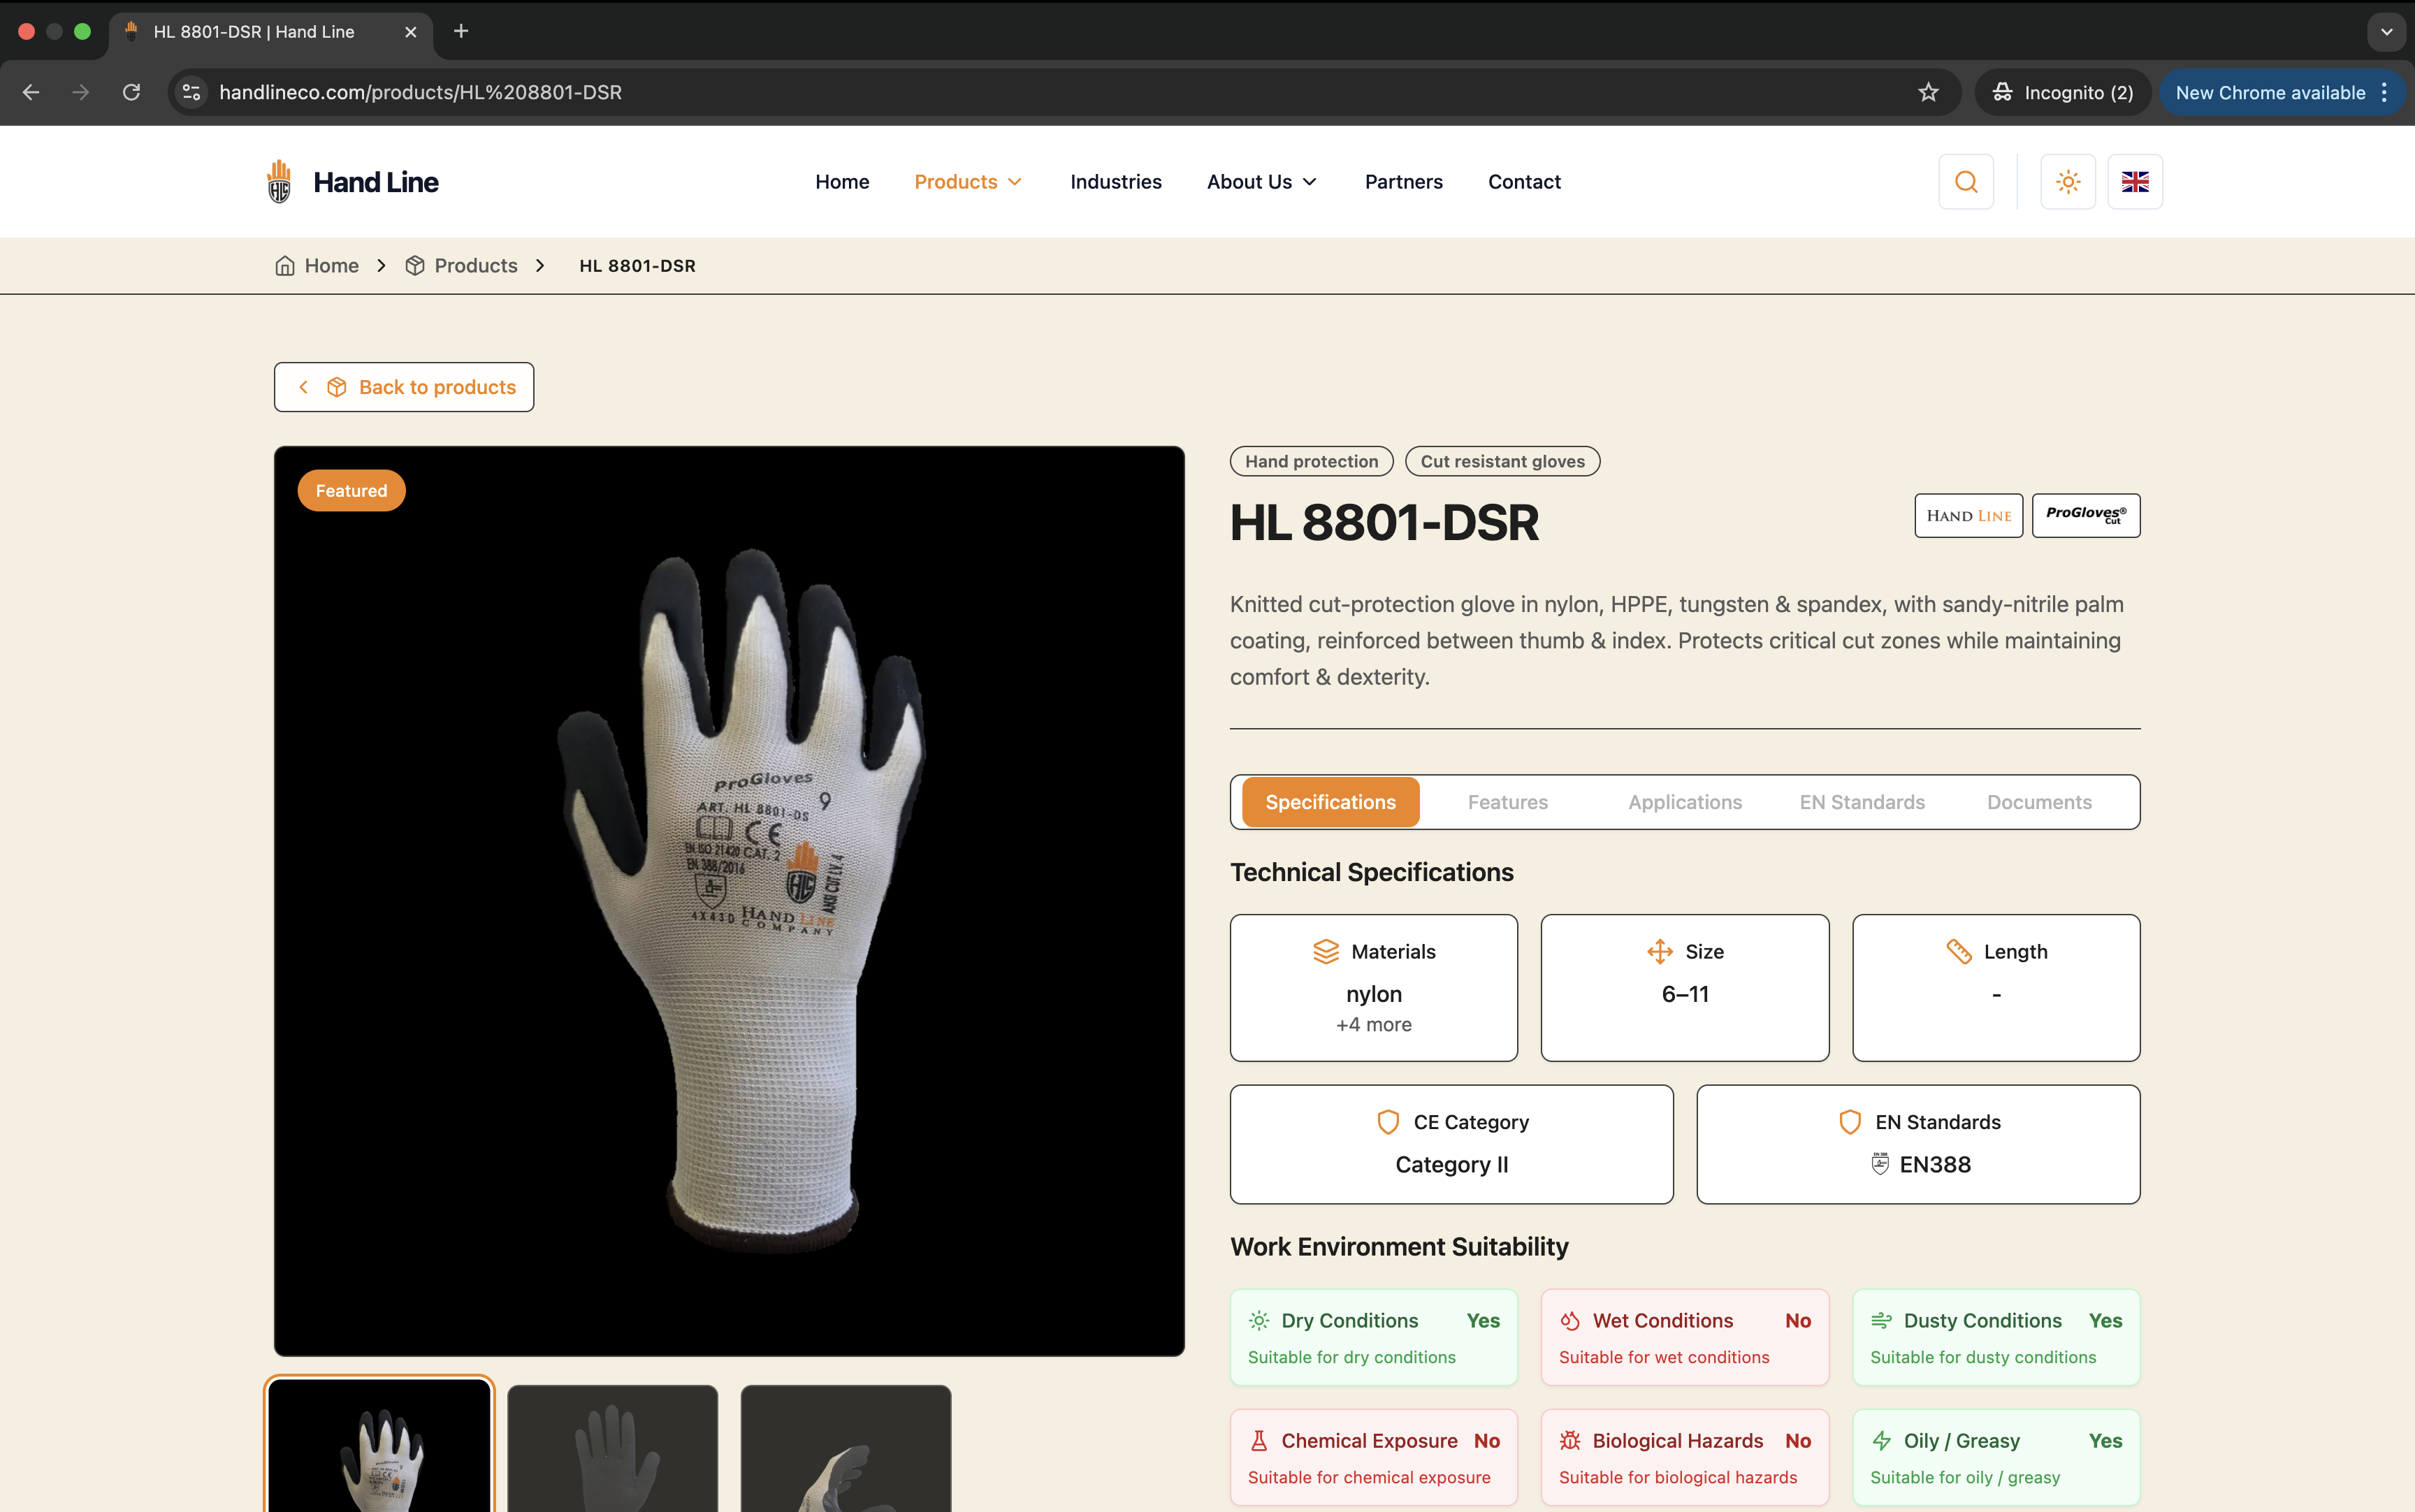 HL 8801-DSR | Hand Line
handlineco.com/products/HL%208801-DSR
Incognito (2)
New Chrome available
HLC
Hand Line
Home
Products
Industries
About Us
Partners
Contact
Home
Products
HL 8801-DSR
Back to products
Featured
proGloves
9
ART. HL 8801-DS
CE
EN ISO 21420 CAT. 2
EN 388/2016
HLC
ANSI CUT LV.4
4X43D
HAND LINE
COMPANY
Hand protection
Cut resistant gloves
HL 8801-DSR
HAND LINE
ProGloves®
Cut
Knitted cut-protection glove in nylon, HPPE, tungsten & spandex, with sandy-nitrile palm
coating, reinforced between thumb & index. Protects critical cut zones while maintaining
comfort & dexterity.
Specifications
Features
Applications
EN Standards
Documents
Technical Specifications
Materials
nylon
+4 more
Size
6–11
Length
-
CE Category
Category II
EN Standards
EN388
Work Environment Suitability
Dry Conditions Yes
Suitable for dry conditions
Wet Conditions No
Suitable for wet conditions
Dusty Conditions Yes
Suitable for dusty conditions
Chemical Exposure No
Suitable for chemical exposure
Biological Hazards No
Suitable for biological hazards
Oily / Greasy Yes
Suitable for oily / greasy